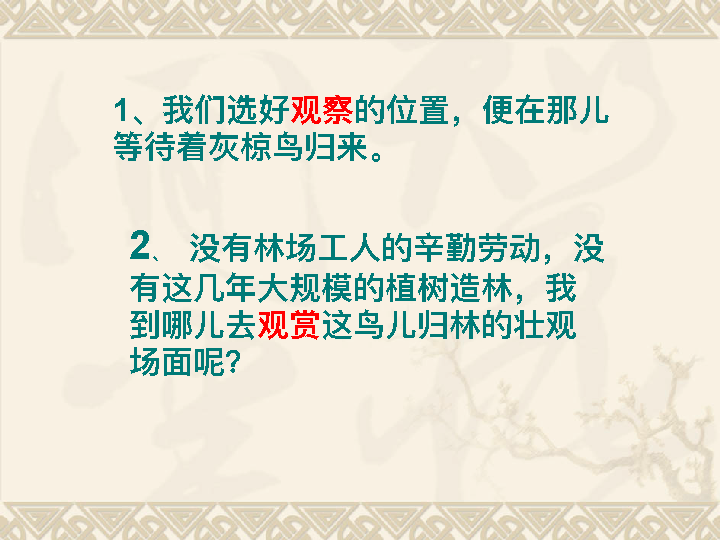 1、我们选好观察的位置，便在那儿
等待着灰椋鸟归来。
2、 没有林场工人的辛勤劳动，没
有这几年大规模的植树造林，我
到哪儿去观赏这鸟儿归林的壮观
场面呢?